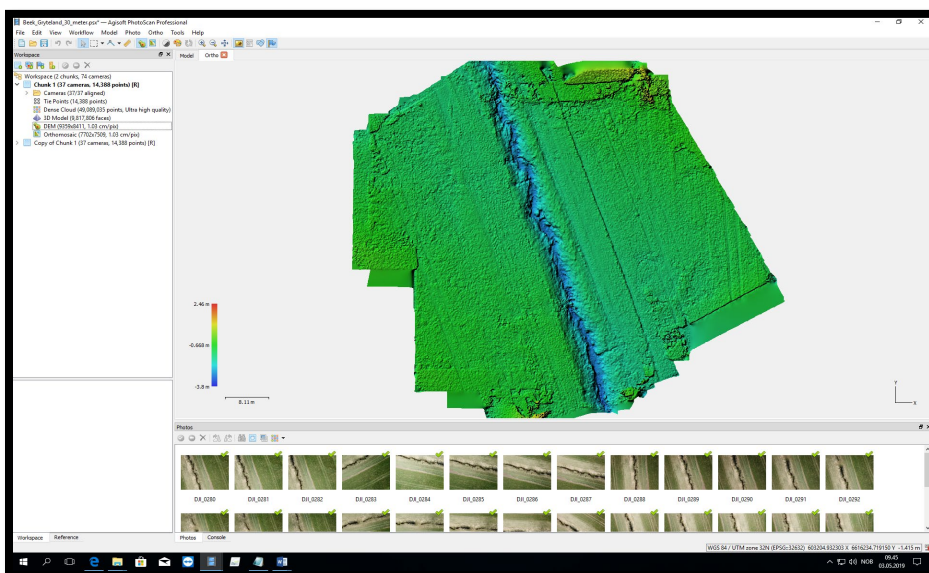 Beek_Gryteland_30_meter.psx* — Agisoft PhotoScan Professional
File Edit View Workflow Model Photo Ortho Tools Help
Workspace
Model Ortho
Workspace (2 chunks, 74 cameras)
Chunk 1 (37 cameras, 14,388 points) [R]
Cameras (37/37 aligned)
Tie Points (14,388 points)
Dense Cloud (49,089,035 points, Ultra high quality)
3D Model (9,817,806 faces)
DEM (9359x8411, 1.03 cm/pix)
Orthomosaic (7702x7509, 1.03 cm/pix)
Copy of Chunk 1 (37 cameras, 14,388 points) [R]
2.46 m
-0.669 m
-3.8 m
8.11 m
Y
X
Photos
DJI_0280 DJI_0281 DJI_0282 DJI_0283 DJI_0284 DJI_0285 DJI_0286 DJI_0287 DJI_0288 DJI_0289 DJI_0290 DJI_0291 DJI_0292
Workspace Reference
Photos Console
WGS 84 / UTM zone 32N (EPSG::32632) 603204.932303 X 6616234.719150 Y -1.415 m
NOB
09.45
03.05.2019